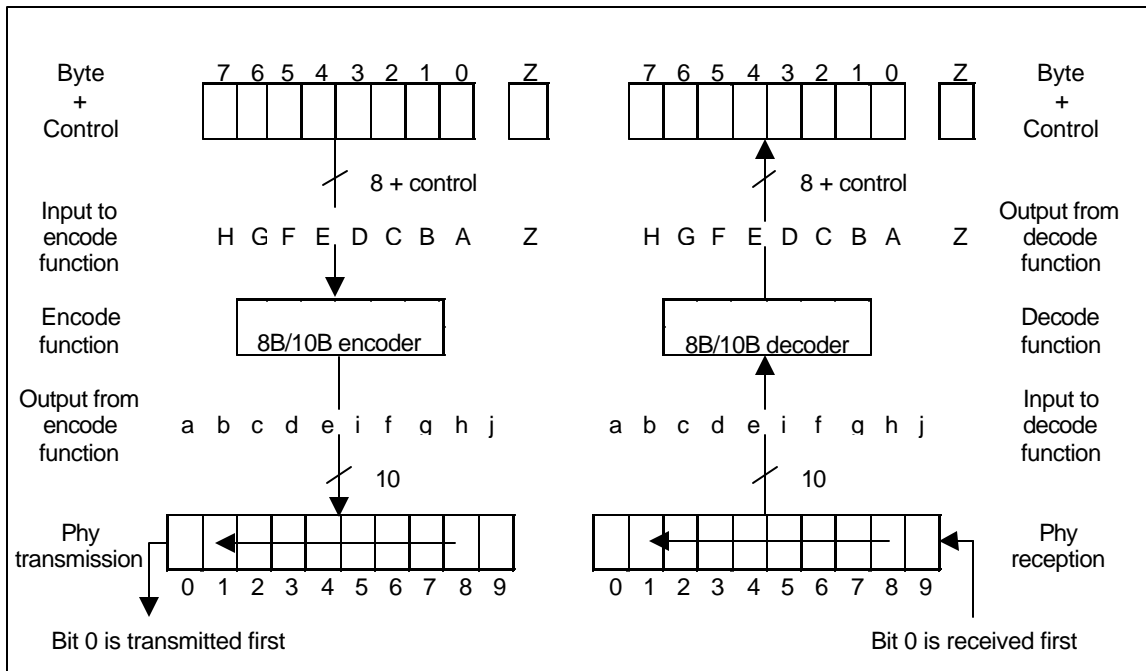 Byte
+
Control
7 6 5 4 3 2 1 0 Z
7 6 5 4 3 2 1 0 Z
Byte
+
Control
8 + control
8 + control
Input to
encode
function
H G F E D C B A Z
H G F E D C B A Z
Output from
decode
function
Encode
function
8B/10B encoder
8B/10B decoder
Decode
function
Output from
encode
function
a b c d e i f g h j
a b c d e i f g h j
Input to
decode
function
10
10
Phy
transmission
Phy
reception
0 1 2 3 4 5 6 7 8 9
0 1 2 3 4 5 6 7 8 9
Bit 0 is transmitted first
Bit 0 is received first